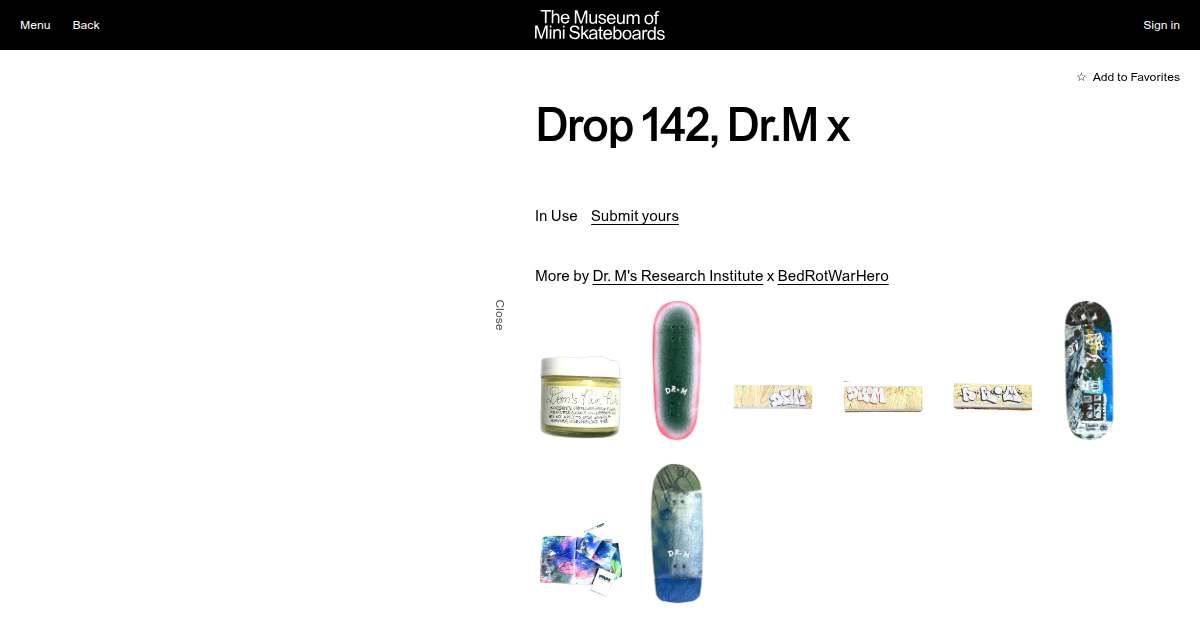 Menu
Back
The Museum of
Mini Skateboards
Sign in
☆ Add to Favorites
Drop 142, Dr.M x
In Use
Submit yours
More by Dr. M's Research Institute x BedRotWarHero
Close
DR.M
DR.M